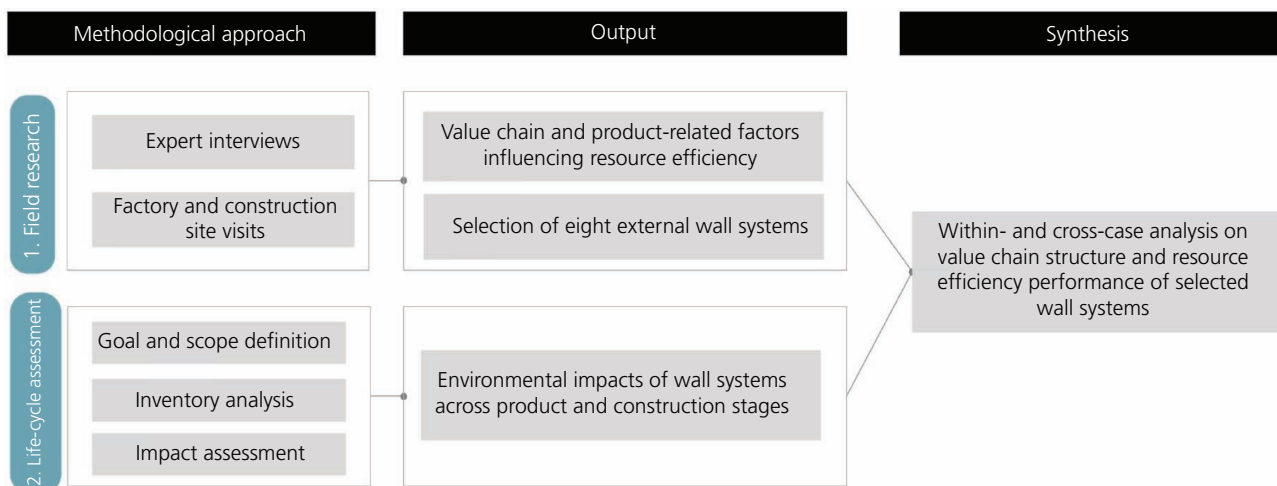 Methodological approach
Output
Synthesis
1. Field research
Expert interviews
Factory and construction
site visits
Value chain and product-related factors
influencing resource efficiency
Selection of eight external wall systems
2. Life-cycle assessment
Goal and scope definition
Inventory analysis
Impact assessment
Environmental impacts of wall systems
across product and construction stages
Within- and cross-case analysis on
value chain structure and resource
efficiency performance of selected
wall systems